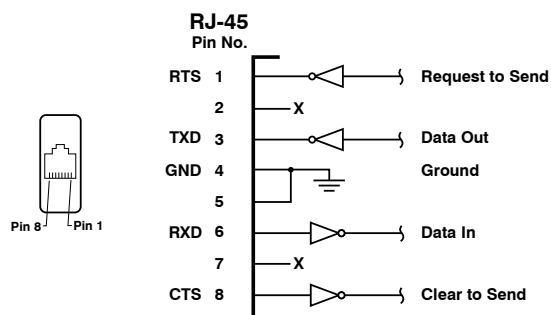 RJ-45
Pin No.
RTS 1 Request to Send
2 X
TXD 3 Data Out
GND 4 Ground
5
RXD 6 Data In
7 X
CTS 8 Clear to Send
Pin 8 Pin 1